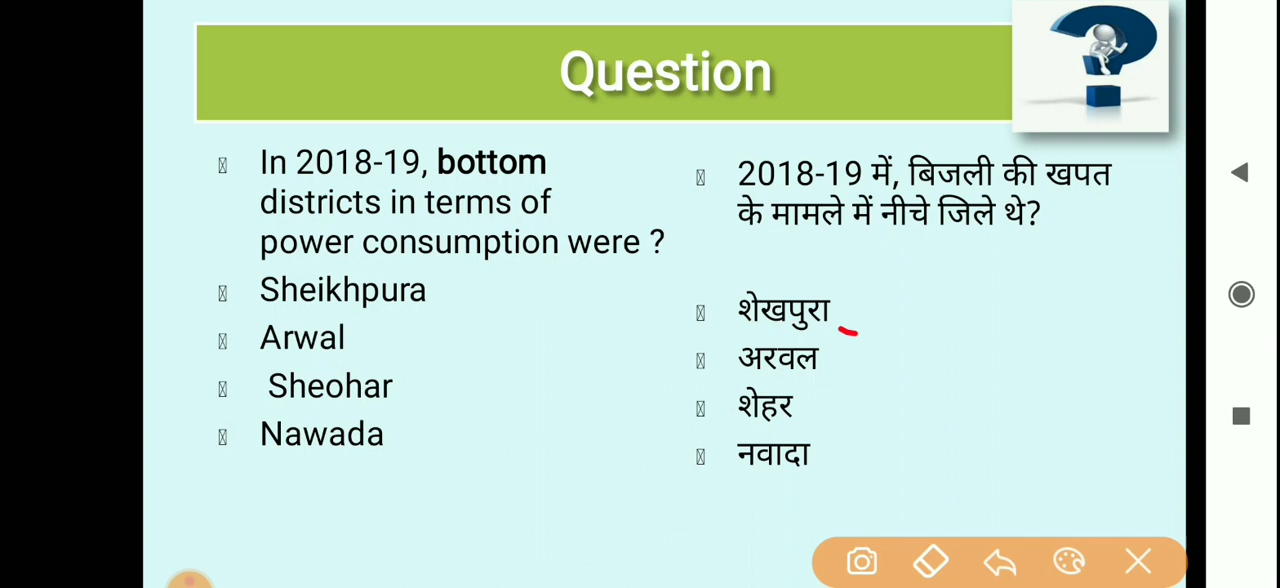 Question
In 2018-19, bottom
districts in terms of
power consumption were ?
Sheikhpura
Arwal
Sheohar
Nawada
2018-19 में, बिजली की खपत
के मामले में नीचे जिले थे?
शेखपुरा
अरवल
शेहर
नवादा